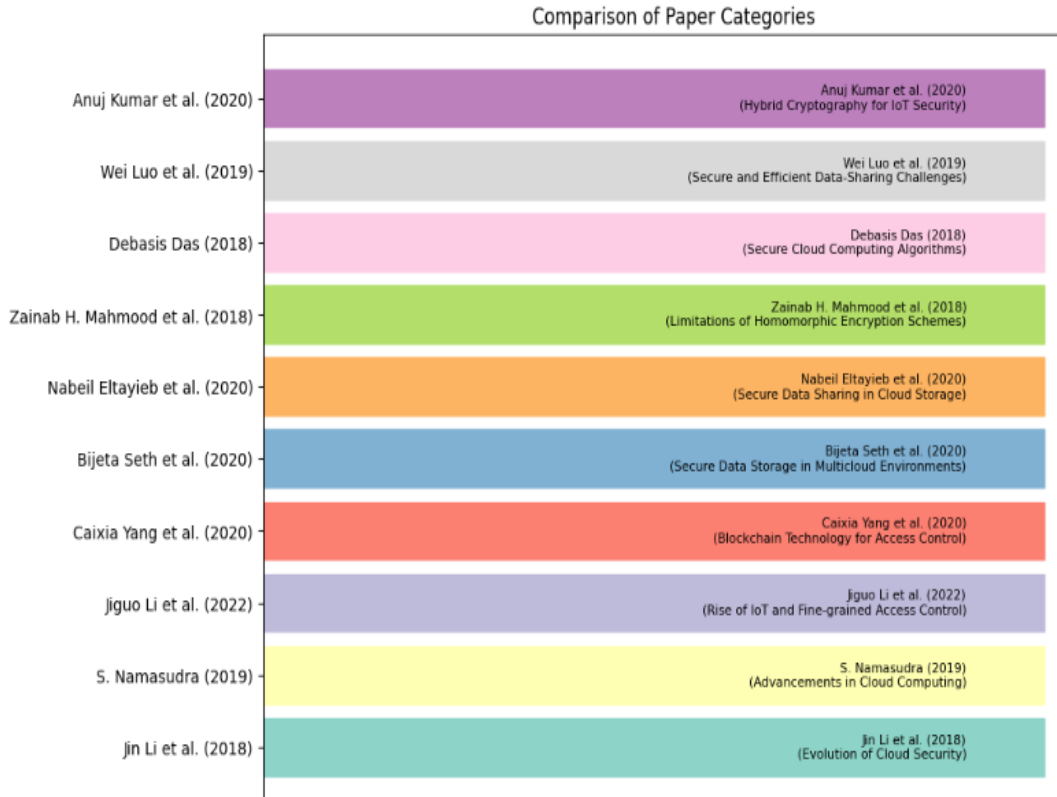 Comparison of Paper Categories
Anuj Kumar et al. (2020)
Anuj Kumar et al. (2020)
(Hybrid Cryptography for IoT Security)
Wei Luo et al. (2019)
Wei Luo et al. (2019)
(Secure and Efficient Data-Sharing Challenges)
Debasis Das (2018)
Debasis Das (2018)
(Secure Cloud Computing Algorithms)
Zainab H. Mahmood et al. (2018)
Zainab H. Mahmood et al. (2018)
(Limitations of Homomorphic Encryption Schemes)
Nabeil Eltayieb et al. (2020)
Nabeil Eltayieb et al. (2020)
(Secure Data Sharing in Cloud Storage)
Bijeta Seth et al. (2020)
Bijeta Seth et al. (2020)
(Secure Data Storage in Multicloud Environments)
Caixia Yang et al. (2020)
Caixia Yang et al. (2020)
(Blockchain Technology for Access Control)
Jiguo Li et al. (2022)
Jiguo Li et al. (2022)
(Rise of IoT and Fine-grained Access Control)
S. Namasudra (2019)
S. Namasudra (2019)
(Advancements in Cloud Computing)
Jin Li et al. (2018)
Jin Li et al. (2018)
(Evolution of Cloud Security)